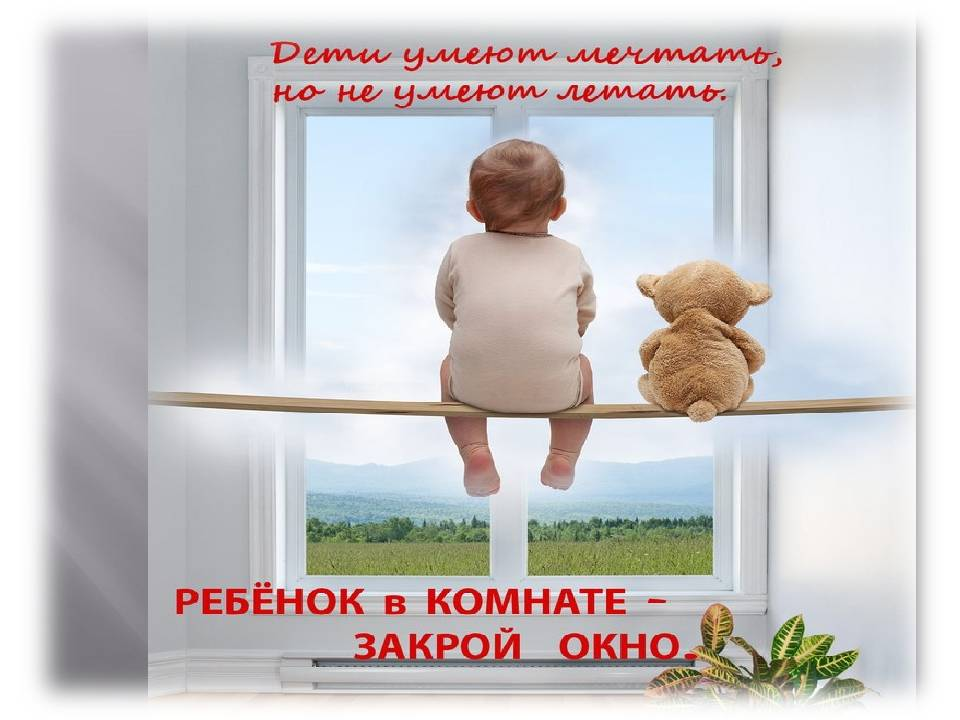 Дети умеют мечтать,
но не умеют летать.
РЕБЁНОК в КОМНАТЕ –
ЗАКРОЙ ОКНО.